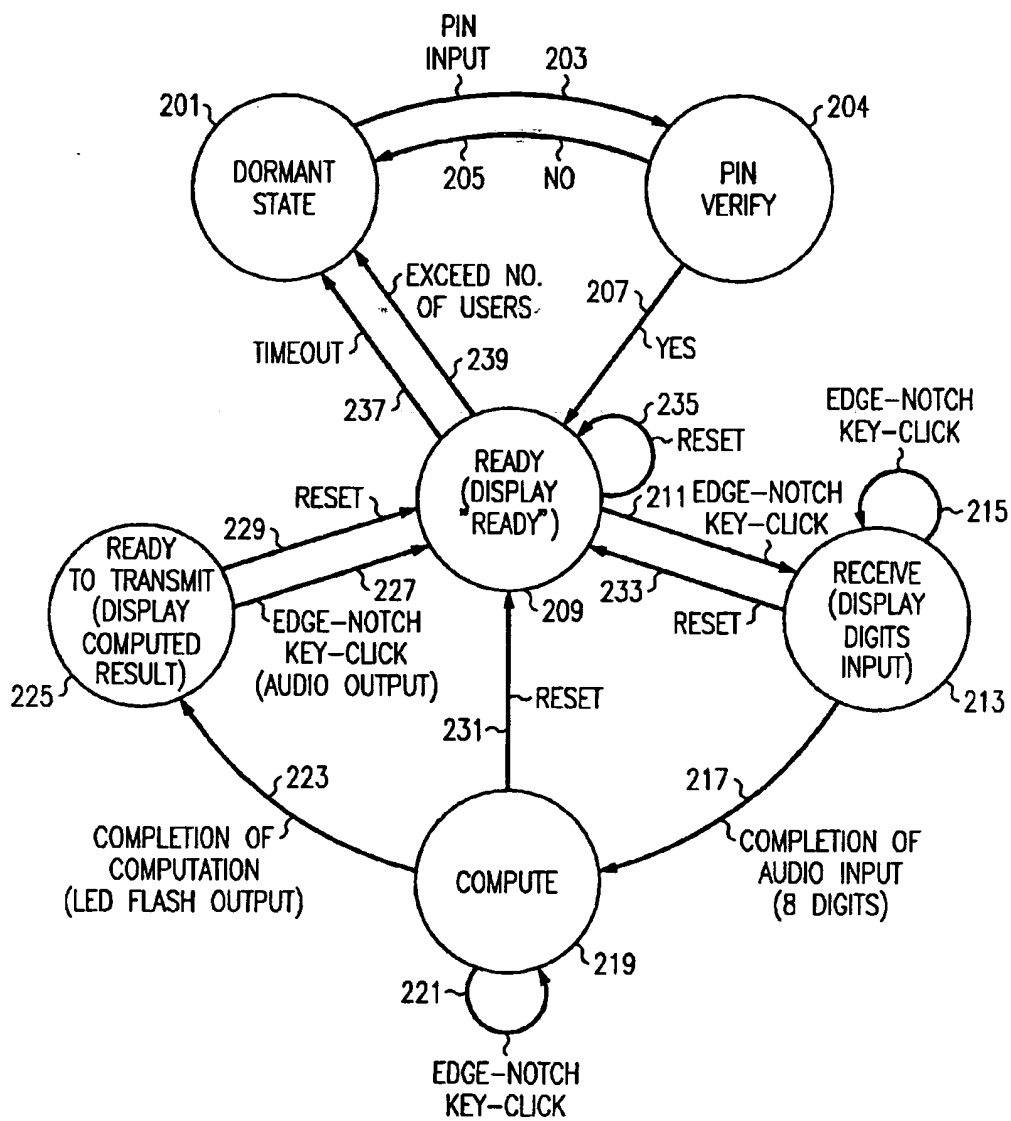 PIN
INPUT
203
201
204
DORMANT
STATE
205
NO
PIN
VERIFY
EXCEED NO.
OF USERS
207
YES
TIMEOUT
239
237
235
RESET
EDGE-NOTCH
KEY-CLICK
READY
(DISPLAY
"READY")
211
EDGE-NOTCH
KEY-CLICK
215
RESET
229
READY
TO TRANSMIT
(DISPLAY
COMPUTED
RESULT)
227
209
233
RESET
RECEIVE
(DISPLAY
DIGITS
INPUT)
EDGE-NOTCH
KEY-CLICK
(AUDIO OUTPUT)
225
213
RESET
231
223
217
COMPLETION OF
COMPUTATION
(LED FLASH OUTPUT)
COMPLETION OF
AUDIO INPUT
(8 DIGITS)
COMPUTE
219
221
EDGE-NOTCH
KEY-CLICK